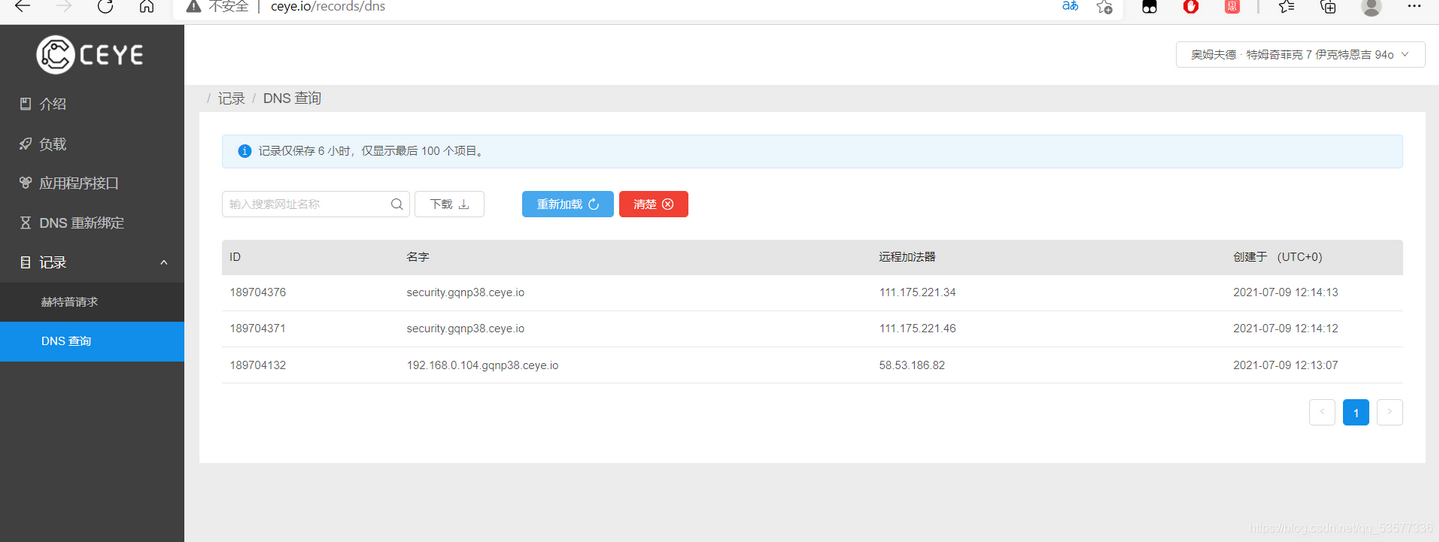 不安全 | ceye.io/records/dns
CEYE
奥姆夫德 · 特姆奇菲克 7 伊克特恩吉 94o
介绍
负载
应用程序接口
DNS 重新绑定
记录
赫特普请求
DNS 查询
/ 记录 / DNS 查询
记录仅保存 6 小时，仅显示最后 100 个项目。
输入搜索网址名称
下载
重新加载
清楚
ID 名字 远程加法器 创建于 (UTC+0)
189704376 security.gqnp38.ceye.io 111.175.221.34 2021-07-09 12:14:13
189704371 security.gqnp38.ceye.io 111.175.221.46 2021-07-09 12:14:12
189704132 192.168.0.104.gqnp38.ceye.io 58.53.186.82 2021-07-09 12:13:07
< 1 >
https://blog.csdn.net/qq_53677336